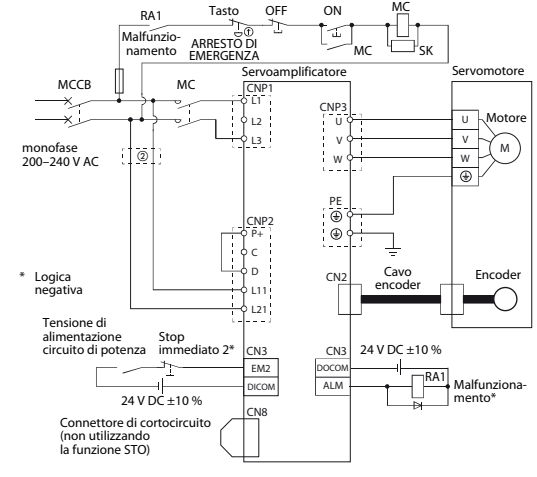 RA1
Tasto
OFF
ON
MC
Malfunzio-
namento
①
ARRESTO DI
EMERGENZA
MC
SK
MCCB
MC
Servoamplificatore
Servomotore
CNP1
L1
L2
L3
CNP3
U
V
W
U
V
W
Motore
M
monofase
200–240 V AC
②
PE
CNP2
P+
C
D
L11
L21
* Logica
negativa
CN2
Cavo
encoder
Encoder
Tensione di
alimentazione
circuito di potenza
Stop
immediato 2*
CN3
EM2
DICOM
24 V DC ±10 %
CN3
DOCOM
ALM
24 V DC ±10 %
RA1
Malfunziona-
mento*
CN8
Connettore di cortocircuito
(non utilizzando
la funzione STO)